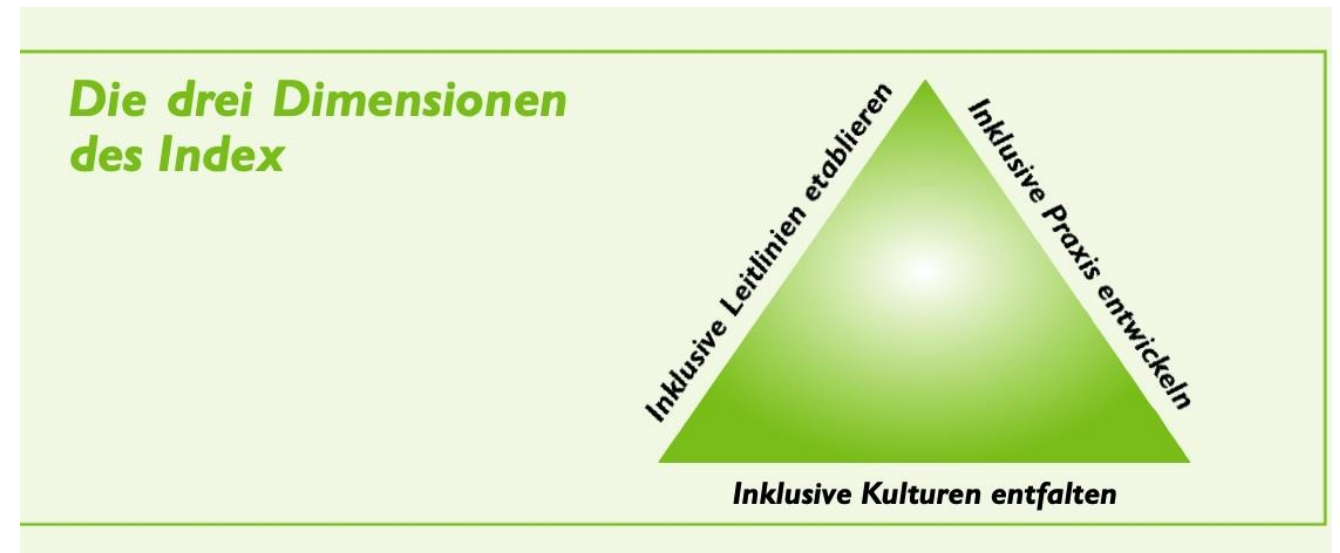 Die drei Dimensionen
des Index
Inklusive Leitlinien etablieren
Inklusive Praxis entwickeln
Inklusive Kulturen entfalten